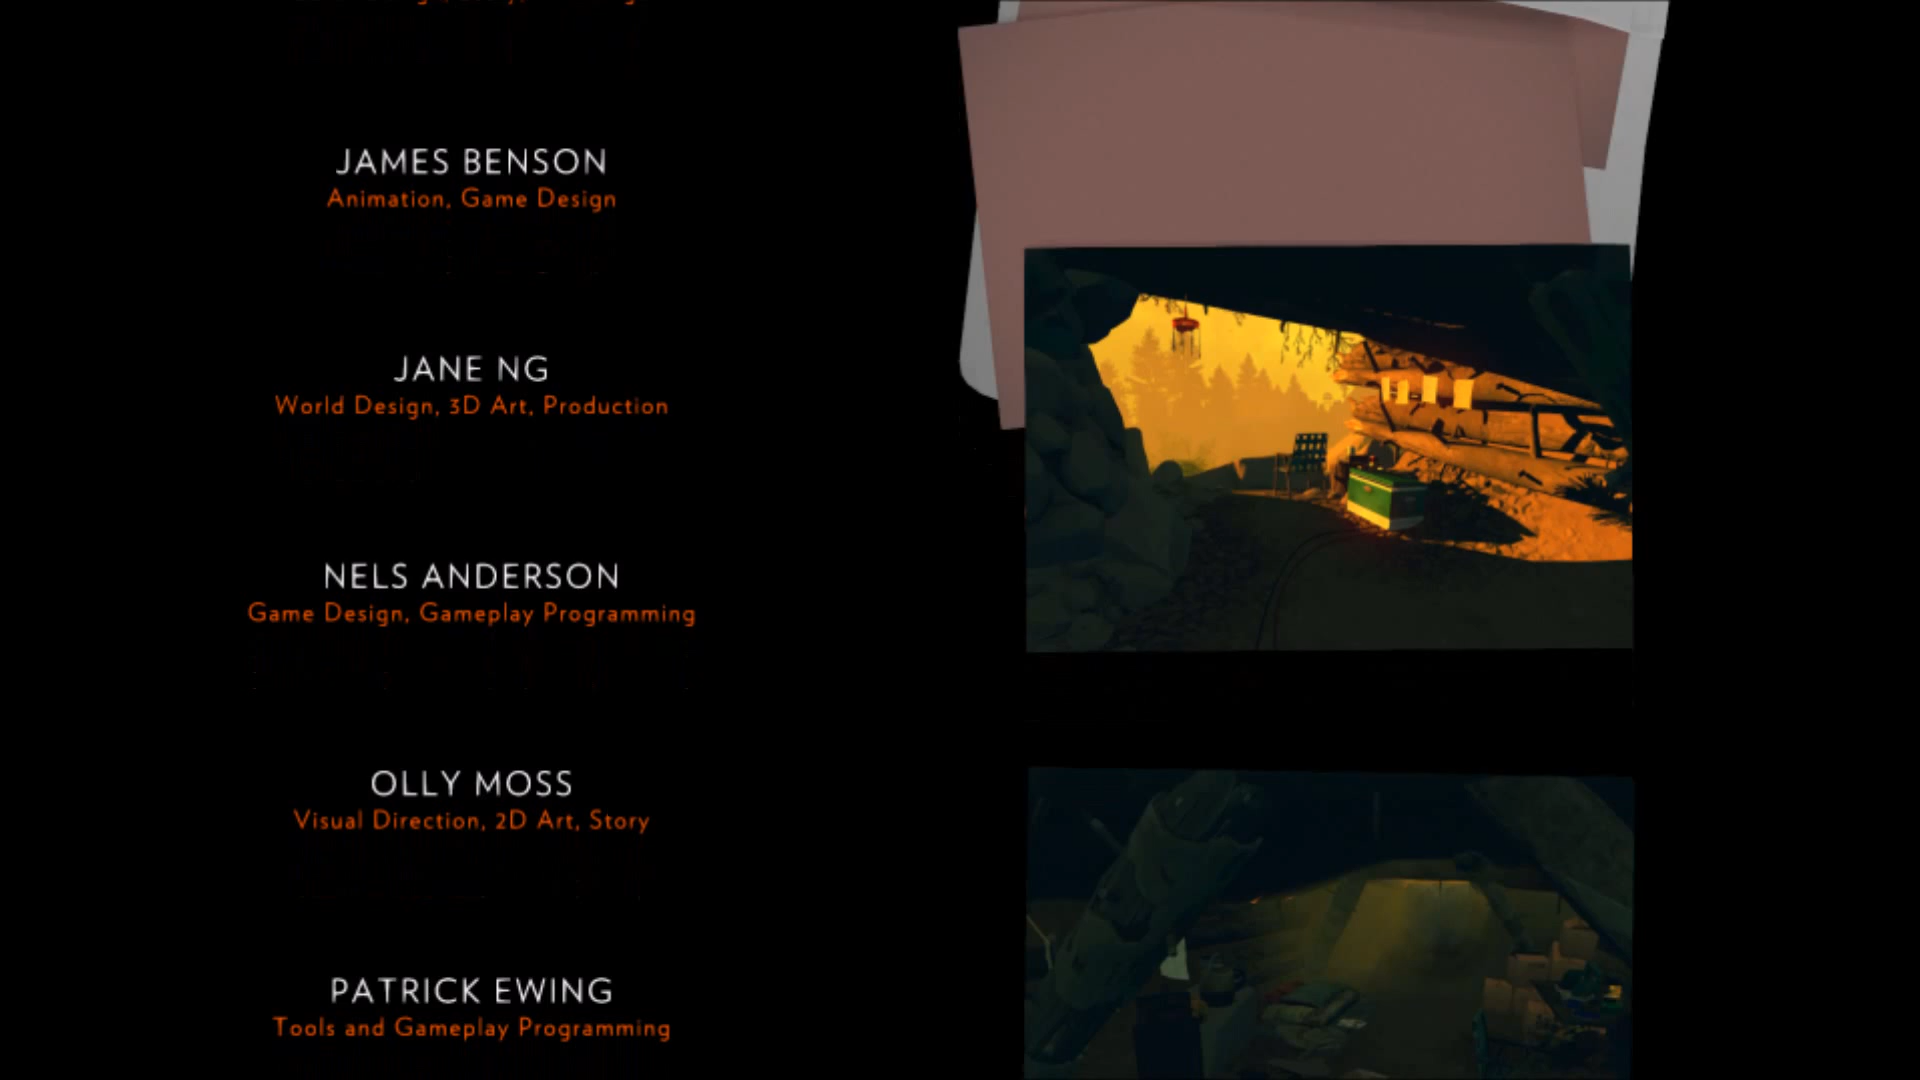 JAMES BENSON
Animation, Game Design
JANE NG
World Design, 3D Art, Production
NELS ANDERSON
Game Design, Gameplay Programming
OLLY MOSS
Visual Direction, 2D Art, Story
PATRICK EWING
Tools and Gameplay Programming